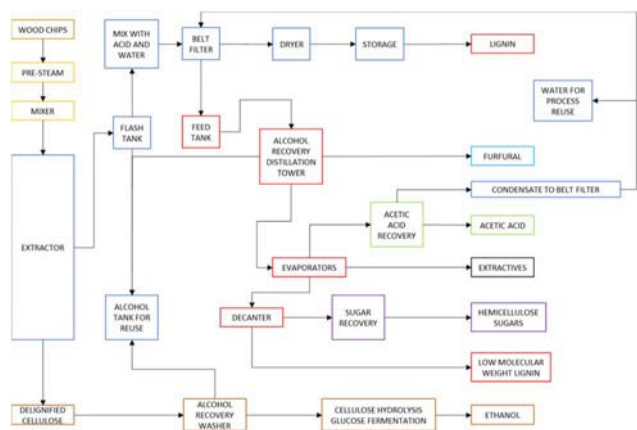 WOOD CHIPS
PRE-STEAM
MIXER
EXTRACTOR
DELIGNIFIED
CELLULOSE
MIX WITH
ACID AND
WATER
BELT
FILTER
DRYER
STORAGE
LIGNIN
FLASH
TANK
FEED
TANK
WATER FOR
PROCESS
REUSE
ALCOHOL
RECOVERY
DISTILLATION
TOWER
FURFURAL
CONDENSATE TO BELT FILTER
ACETIC
ACID
RECOVERY
ACETIC ACID
EVAPORATORS
EXTRACTIVES
ALCOHOL
TANK FOR
REUSE
DECANTER
SUGAR
RECOVERY
HEMICELLULOSE
SUGARS
LOW MOLECULAR
WEIGHT LIGNIN
ALCOHOL
RECOVERY
WASHER
CELLULOSE HYDROLYSIS
GLUCOSE FERMENTATION
ETHANOL